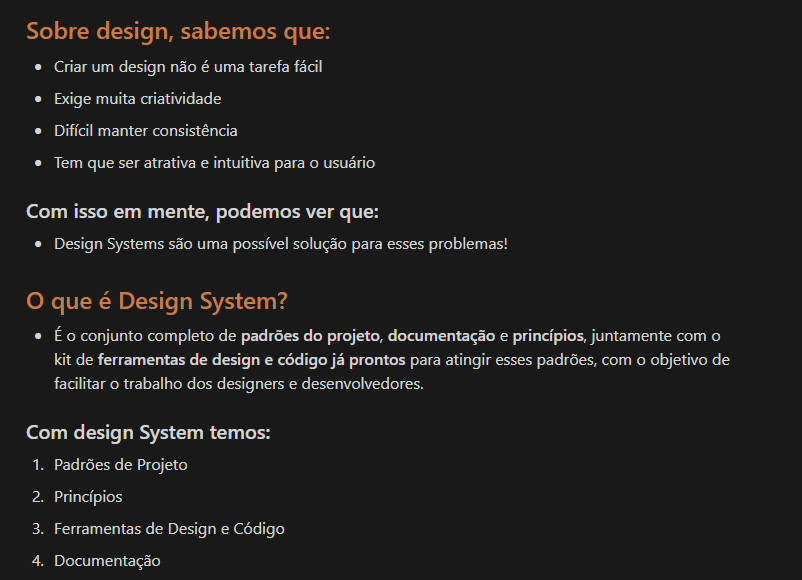 Sobre design, sabemos que:
• Criar um design não é uma tarefa fácil
• Exige muita criatividade
• Difícil manter consistência
• Tem que ser atrativa e intuitiva para o usuário
Com isso em mente, podemos ver que:
• Design Systems são uma possível solução para esses problemas!
O que é Design System?
• É o conjunto completo de padrões do projeto, documentação e princípios, juntamente com o
kit de ferramentas de design e código já prontos para atingir esses padrões, com o objetivo de
facilitar o trabalho dos designers e desenvolvedores.
Com design System temos:
1. Padrões de Projeto
2. Princípios
3. Ferramentas de Design e Código
4. Documentação